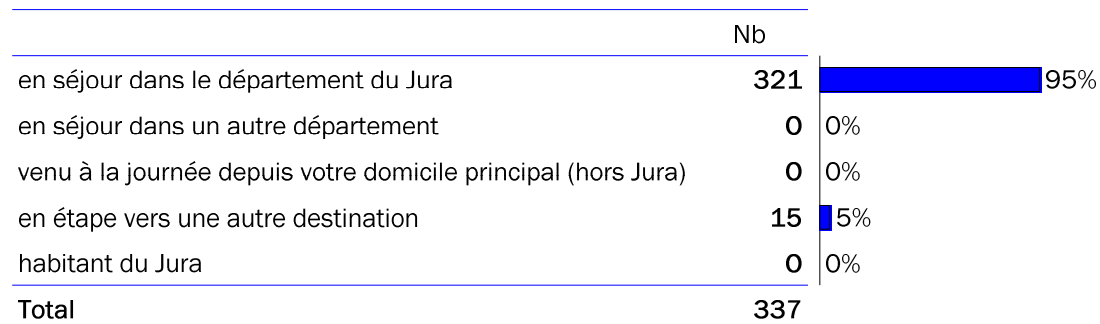 Nb
en séjour dans le département du Jura 321 95%
en séjour dans un autre département 0 0%
venu à la journée depuis votre domicile principal (hors Jura) 0 0%
en étape vers une autre destination 15 5%
habitant du Jura 0 0%
Total 337